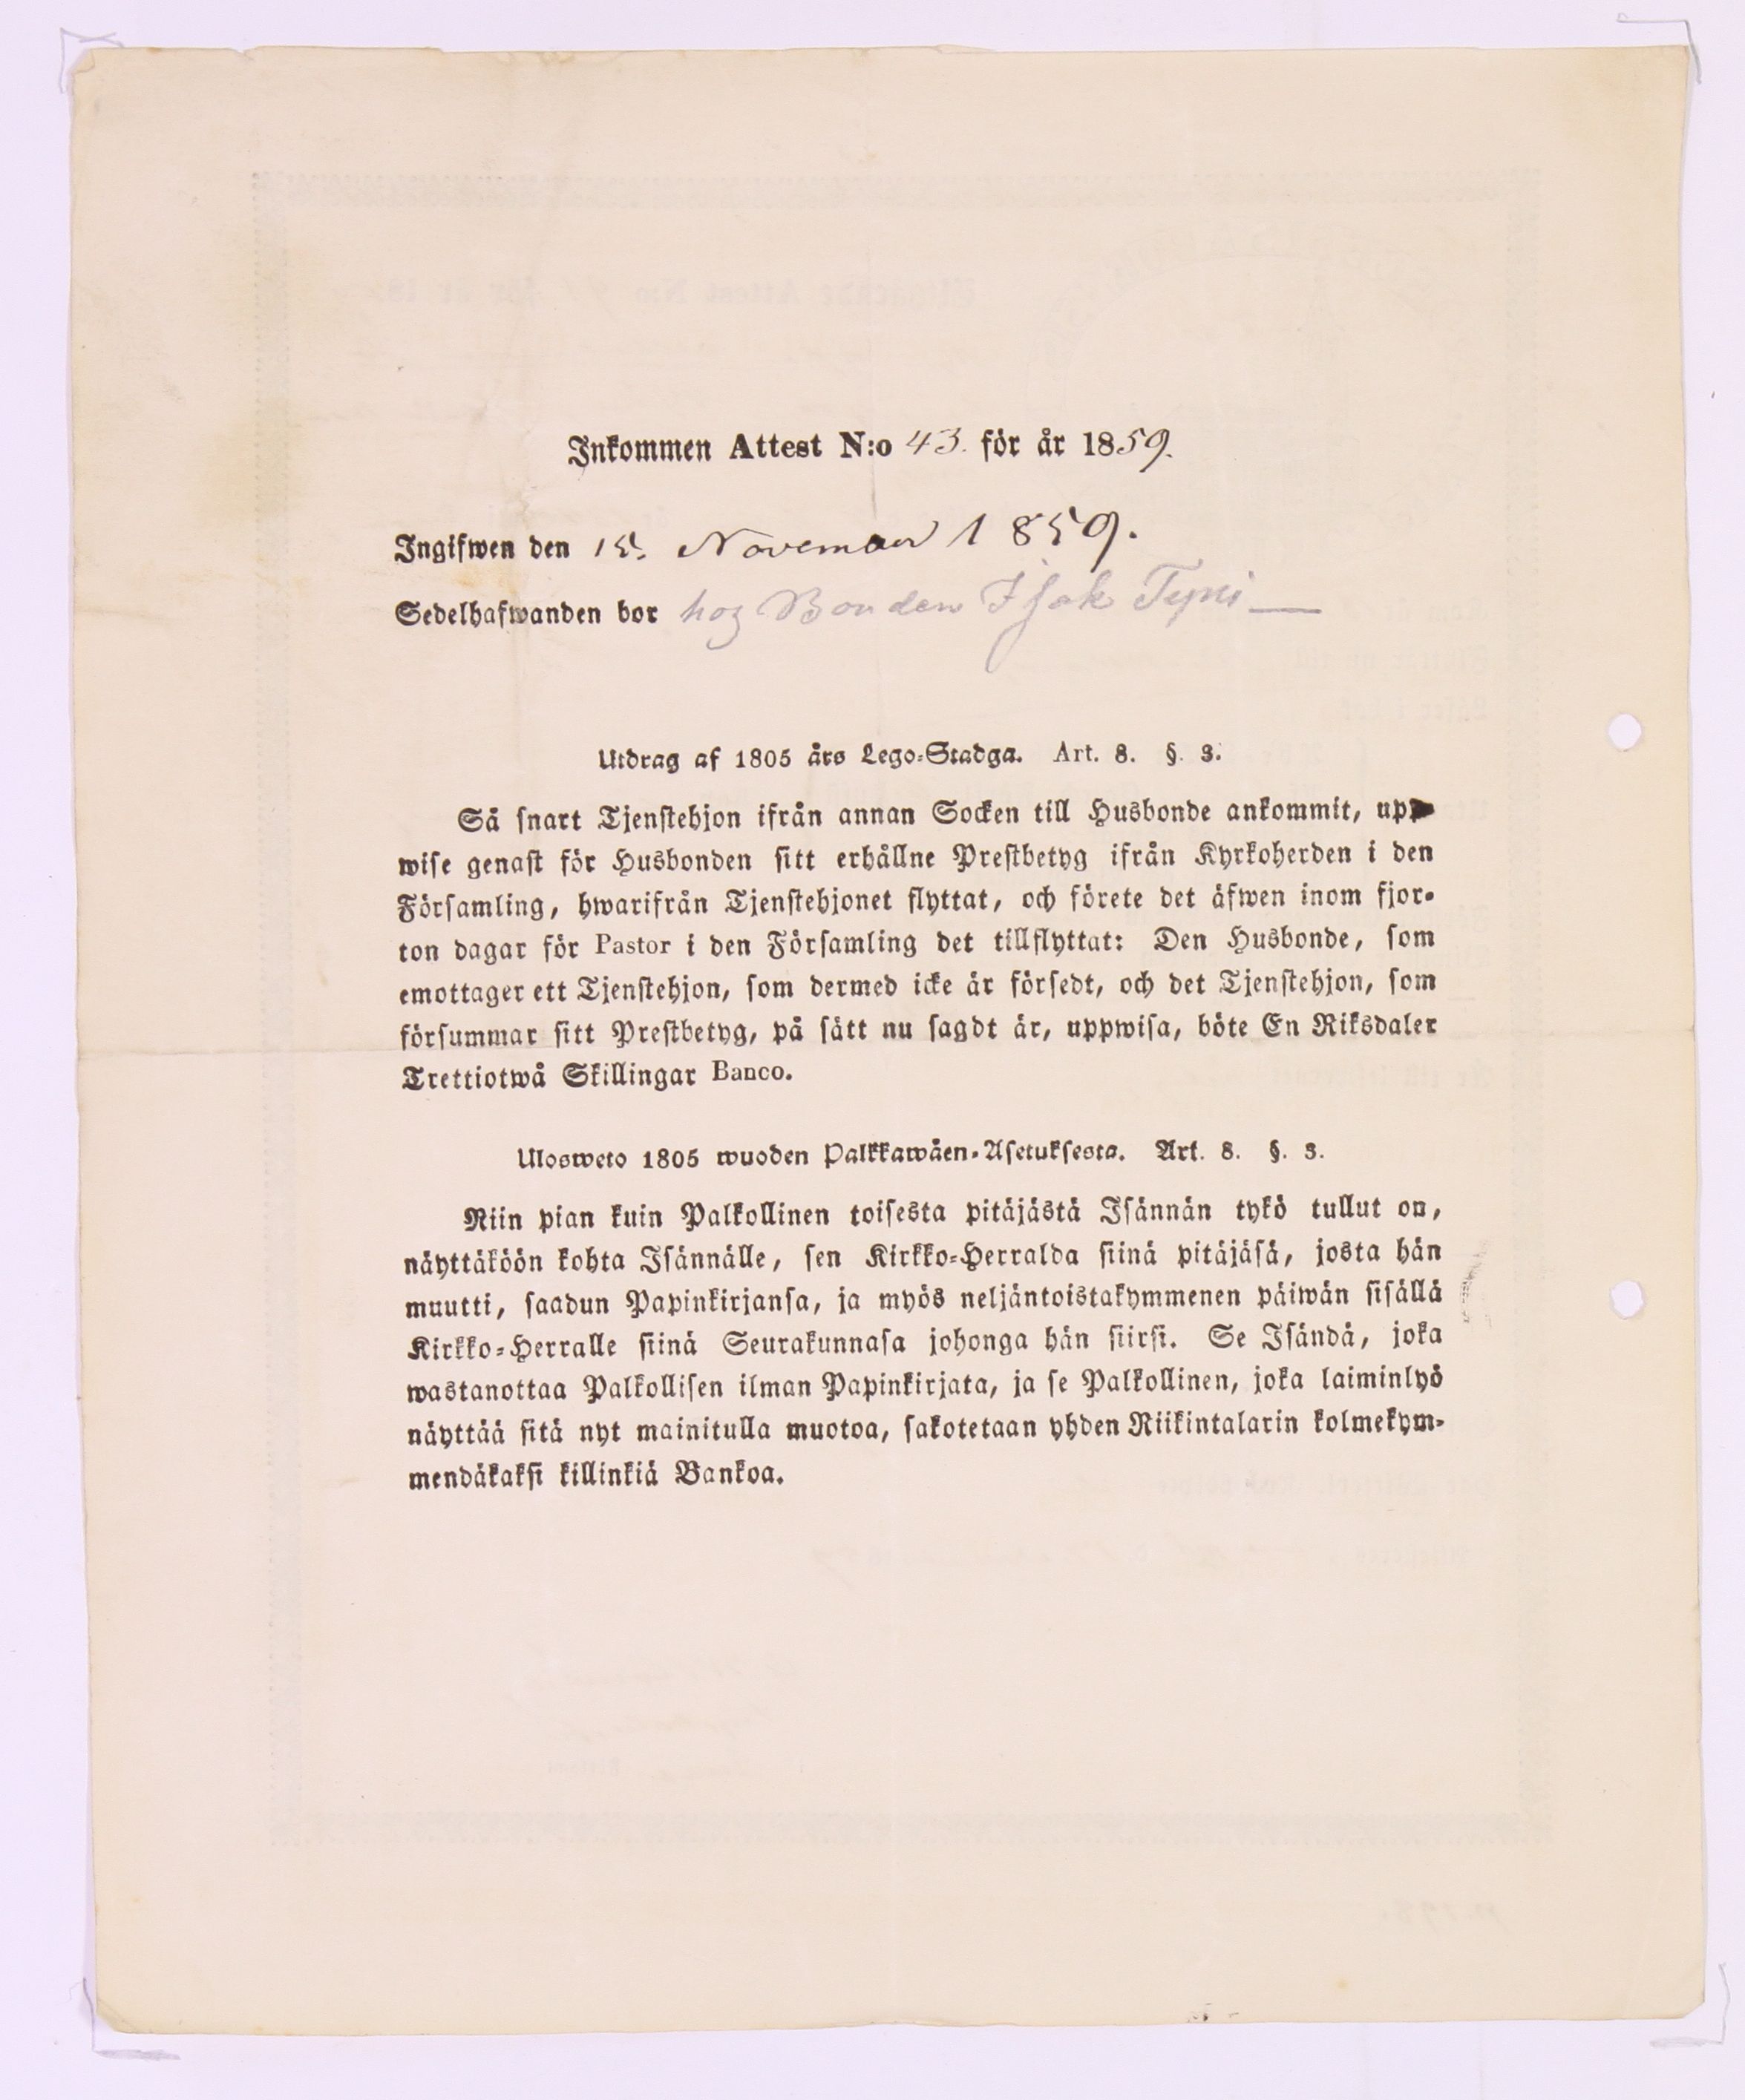 Inkommen Attest N:o 43. för år 1859.
Ingifwen den 15. November 1859.
Sedelhafwanden bor hos Bonden Isak Typi
Utdrag af 1805 års Lego-Stadga. Art. 8. §. 3.
Så snart Tjenstehjon ifrån annan Socken till Husbonde ankommit, upp-
wise genast för Husbonden sitt erhållne Prestbetyg ifrån Kyrkoherden i den
Församling, hwarifrån Tjenstehjonet flyttat, och förete det äfwen inom fjor-
ton dagar för Pastor i den Församling det tillflyttat: Den Husbonde, som
emottager ett Tjenstehjon, som dermed icke är försedt, och det Tjenstehjon, som
försummar sitt Prestbetyg, på sätt nu sagdt är, uppwisa, böte En Riksdaler
Trettiotwå Skillingar Banco.
Ulosweto 1805 wuoden Palkkawäen-Asetuksesta. Art. 8. §. 3.
Niin pian kuin Palkollinen toisesta pitäjästä Isännän tykö tullut on,
näyttäköön kohta Isännälle, sen Kirkko-Herralda siinä pitäjäsä, josta hän
muutti, saadun Papinkirjansa, ja myös neljäntoistakymmenen päiwän sisällä
Kirkko-Herralle siinä Seurakunnasa johonga hän siirsi. Se Isändä, joka
wastanottaa Palkollisen ilman Papinkirjata, ja se Palkollinen, joka laiminlyö
näyttää sitä nyt mainitulla muotoa, sakotetaan yhden Riikintalarin kolmekym-
mendäkaksi killinkiä Bankoa.